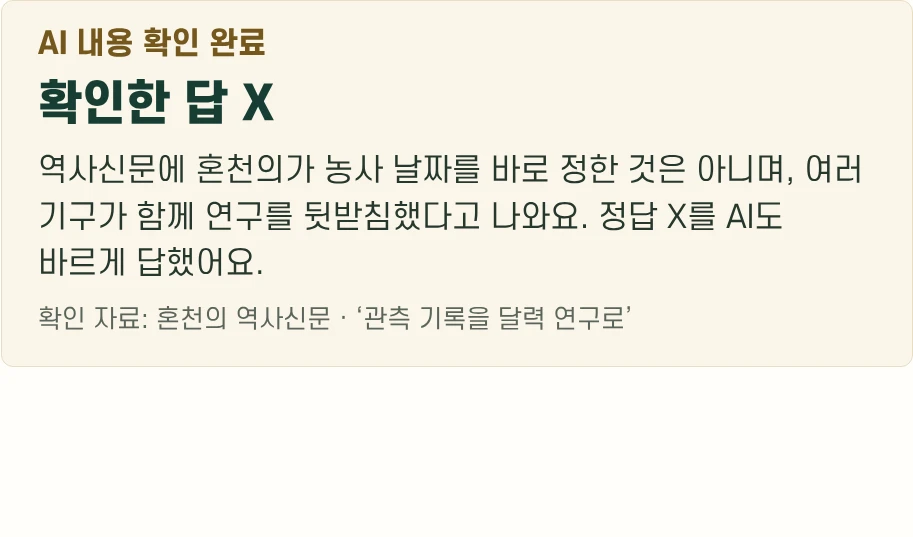 AI 내용 확인 완료
확인한 답 X
역사신문에 혼천의가 농사 날짜를 바로 정한 것은 아니며, 여러
기구가 함께 연구를 뒷받침했다고 나와요. 정답 X를 AI도
바르게 답했어요.
확인 자료: 혼천의 역사신문 · ‘관측 기록을 달력 연구로’